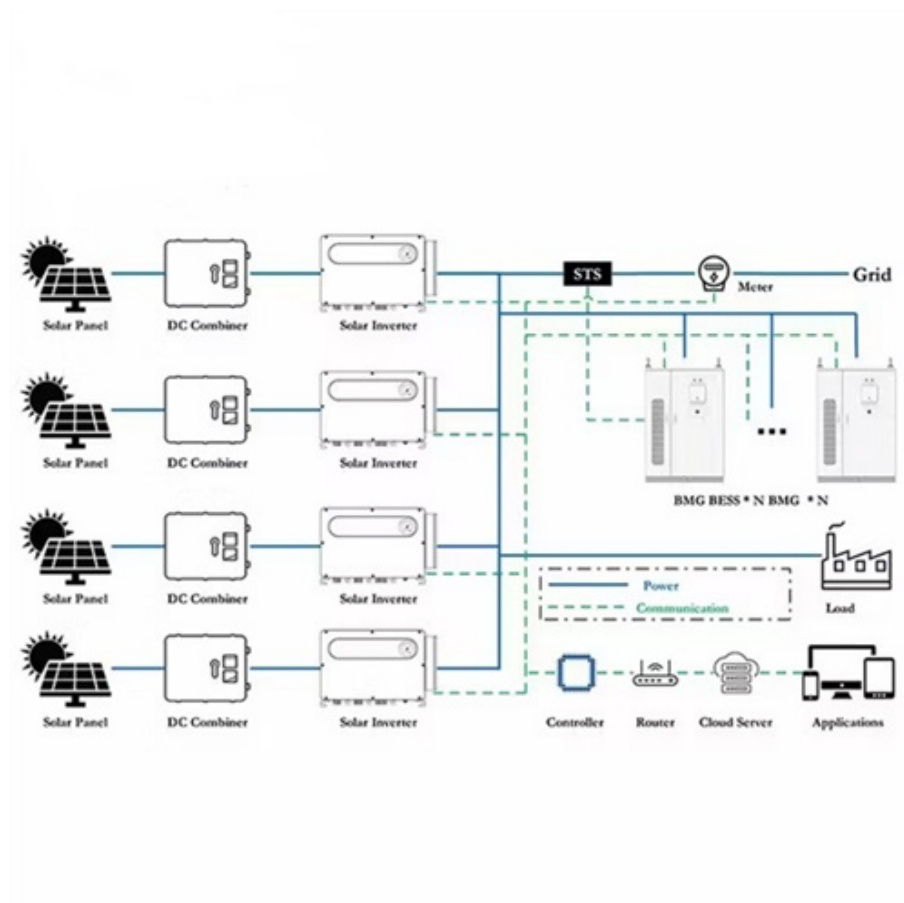 STS
Grid
Meter
Solar Panel
DC Combiner
Solar Inverter
Solar Panel
DC Combiner
Solar Inverter
BMG BESS * N BMG * N
Solar Panel
DC Combiner
Solar Inverter
Power
Communication
Load
Solar Panel
DC Combiner
Solar Inverter
Controller
Router
Cloud Server
Applications